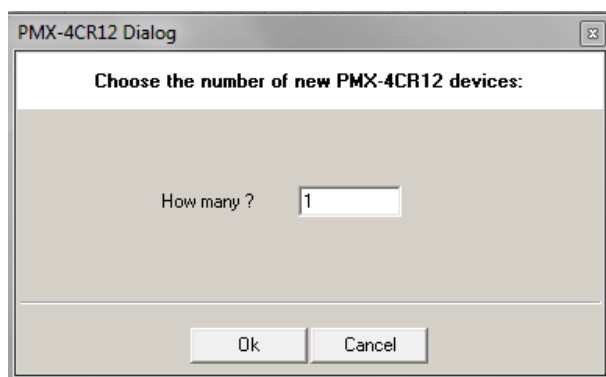 PMX-4CR12 Dialog
Choose the number of new PMX-4CR12 devices:
How many ?
1
Ok
Cancel